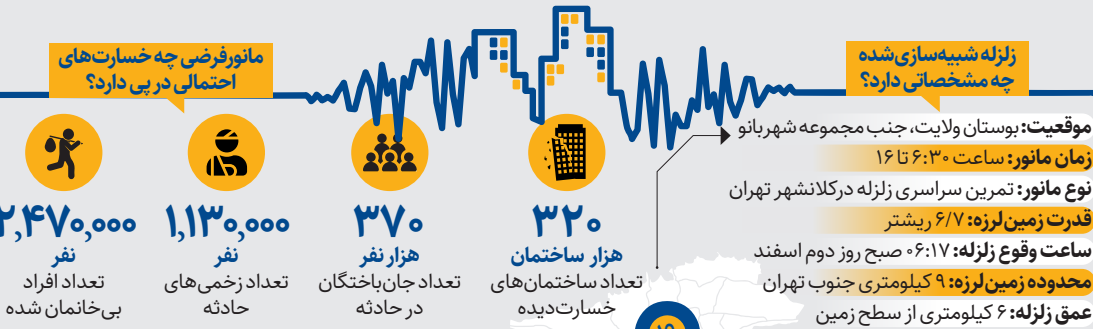 زلزله شبیه‌سازی‌شده
چه مشخصاتی دارد؟
موقعیت: بوستان ولایت، جنب مجموعه شهربانو
زمان مانور: ساعت ۶:۳۰ تا ۱۶
نوع مانور: تمرین سراسری زلزله درکلانشهر تهران
قدرت زمین‌لرزه: ۶/۷ ریشتر
ساعت وقوع زلزله: ۰۶:۱۷ صبح روز دوم اسفند
محدوده زمین‌لرزه: ۹ کیلومتری جنوب تهران
عمق زلزله: ۶ کیلومتری از سطح زمین
مانورفرضی چه خسارت‌های
احتمالی در پی دارد؟
۳۲۰
هزار ساختمان
تعداد ساختمان‌های
خسارت‌دیده
۳۷۰
هزار نفر
تعداد جان‌باختگان
در حادثه
۱,۱۳۰,۰۰۰
نفر
تعداد زخمی‌های
حادثه
۲,۴۷۰,۰۰۰
نفر
تعداد افراد
بی‌خانمان شده